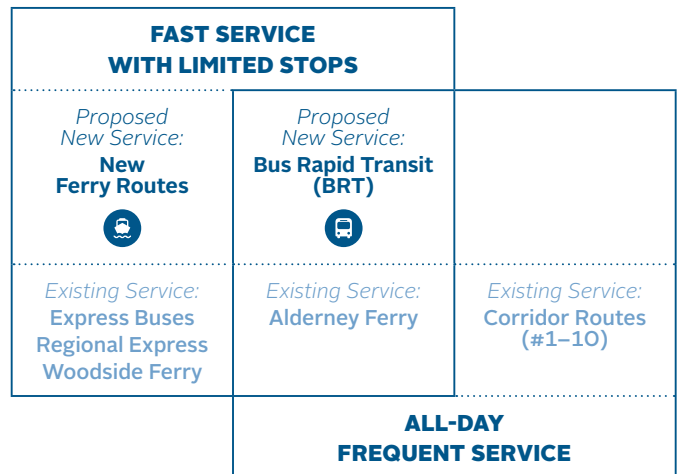 FAST SERVICE
WITH LIMITED STOPS
Proposed
New Service:
New
Ferry Routes
Proposed
New Service:
Bus Rapid Transit
(BRT)
Existing Service:
Express Buses
Regional Express
Woodside Ferry
Existing Service:
Alderney Ferry
Existing Service:
Corridor Routes
(#1–10)
ALL-DAY
FREQUENT SERVICE